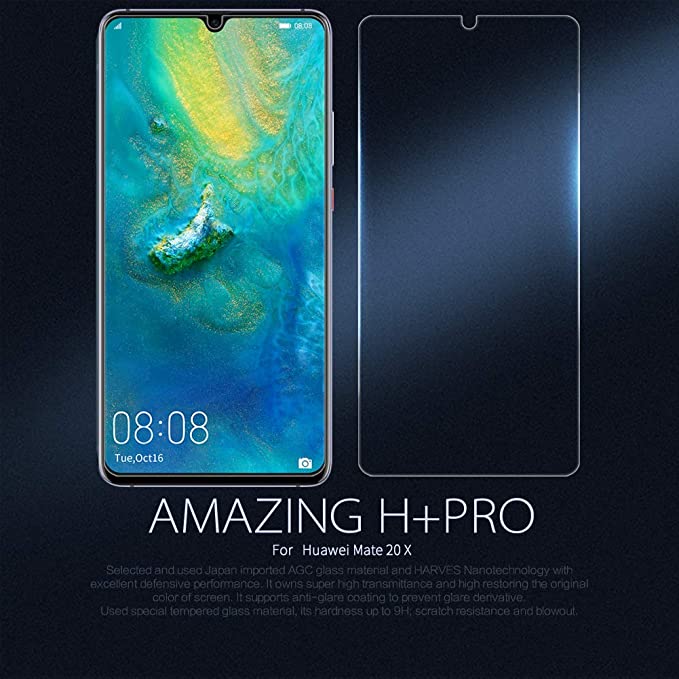 08:08
08:08
Tue,Oct16
AMAZING H+PRO
For Huawei Mate 20 X
Selected and used Japan imported AGC glass material and HARVES Nanotechnology with
excellent defensive performance. It owns super high transmittance and high restoring the original
color of screen. It supports anti-glare coating to prevent glare derivative.
Used special tempered glass material, its hardness up to 9H; scratch resistance and blowout.